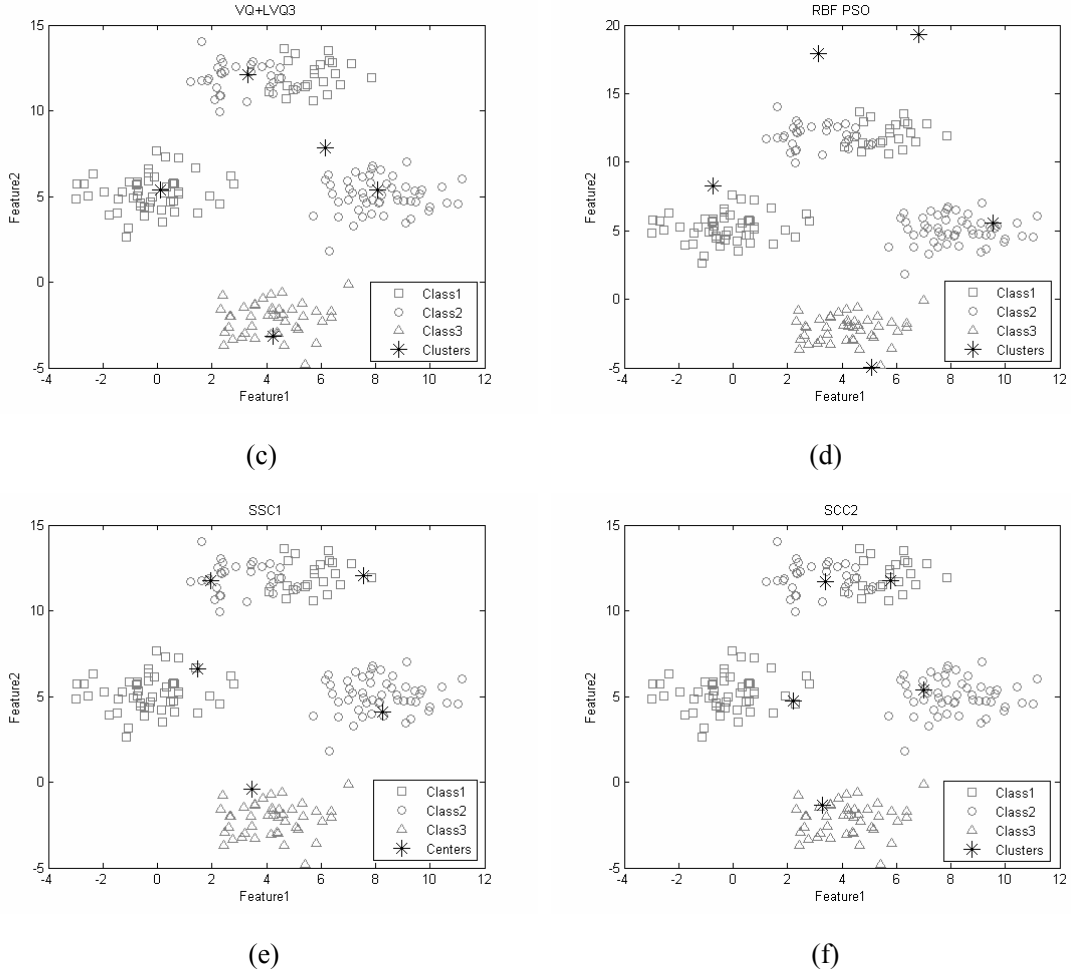 VQ+LVQ3
15
10
5
0
-5
Feature2
-4 -2 0 2 4 6 8 10 12
Feature1
Class1
Class2
Class3
Clusters
(c)
RBF PSO
20
15
10
5
0
-5
Feature2
-4 -2 0 2 4 6 8 10 12
Feature1
Class1
Class2
Class3
Clusters
(d)
SSC1
15
10
5
0
-5
Feature2
-4 -2 0 2 4 6 8 10 12
Feature1
Class1
Class2
Class3
Centers
(e)
SCC2
15
10
5
0
-5
Feature2
-4 -2 0 2 4 6 8 10 12
Feature1
Class1
Class2
Class3
Clusters
(f)